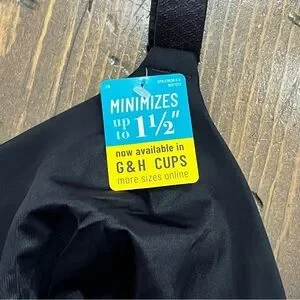 MINIMIZES
up
to 1½"
now available in
G&H CUPS
more sizes online